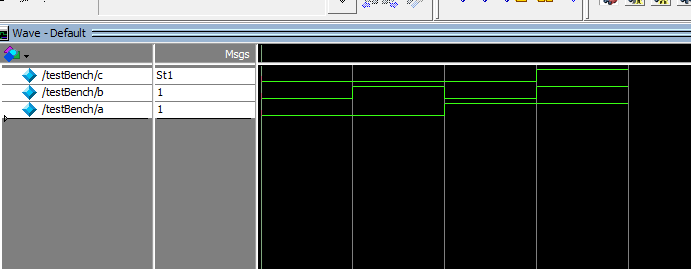 Wave - Default
Msgs
/testBench/c St1
/testBench/b 1
/testBench/a 1